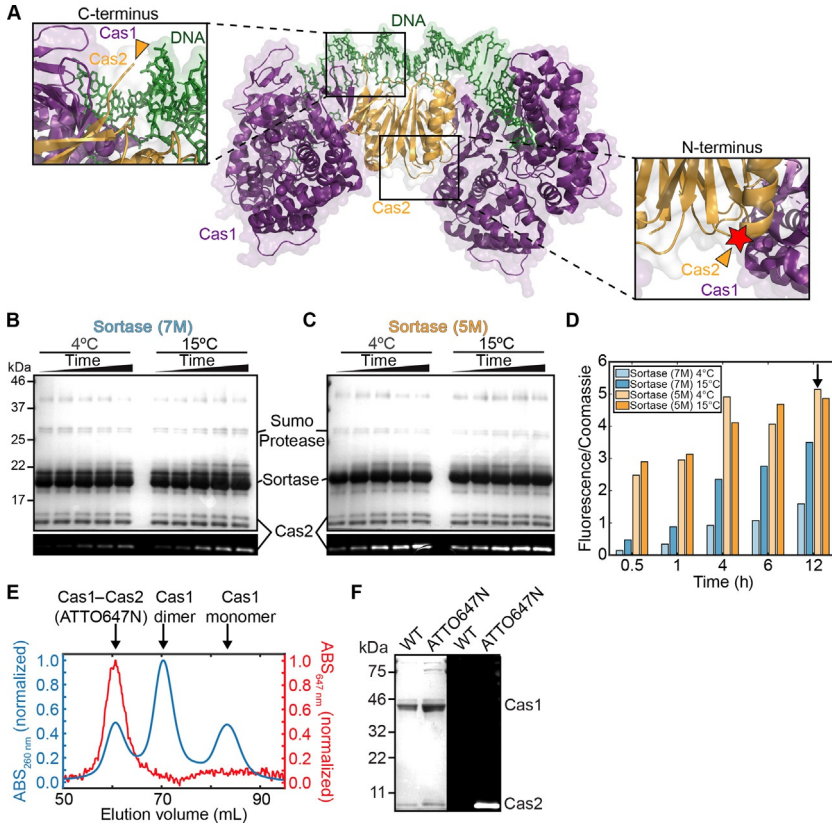 A
C-terminus
Cas1
Cas2
DNA
DNA
Cas1
Cas2
N-terminus
Cas2
Cas1
B
Sortase (7M)
4ºC
15ºC
Time
kDa
46
37
22
17
Sumo
Protease
Sortase
Cas2
C
Sortase (5M)
4ºC
15ºC
Time
D
Fluorescence/Coomassie
6
5
4
3
2
1
0
Sortase (7M) 4°C
Sortase (7M) 15°C
Sortase (5M) 4°C
Sortase (5M) 15°C
0.5 1 4 6 12
Time (h)
E
Cas1–Cas2
(ATTO647N)
Cas1
dimer
Cas1
monomer
ABS260 nm (normalized)
1.0
0.8
0.6
0.4
0.2
0.0
1.0
0.8
0.6
0.4
0.2
0.0
ABS647 nm (normalized)
50 70 90
Elution volume (mL)
F
WT
ATTO647N
WT
ATTO647N
kDa
75
46
32
22
11
Cas1
Cas2